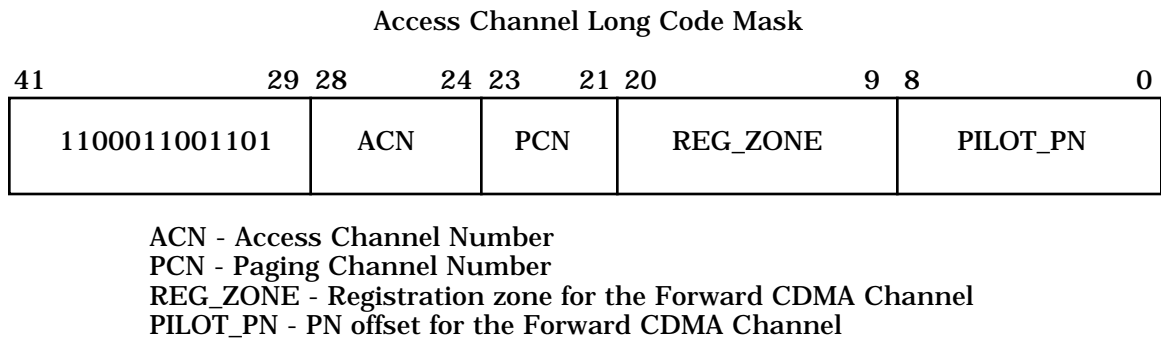 Access Channel Long Code Mask
41 29 28 24 23 21 20 9 8 0
1100011001101 ACN PCN REG_ZONE PILOT_PN
ACN - Access Channel Number
PCN - Paging Channel Number
REG_ZONE - Registration zone for the Forward CDMA Channel
PILOT_PN - PN offset for the Forward CDMA Channel